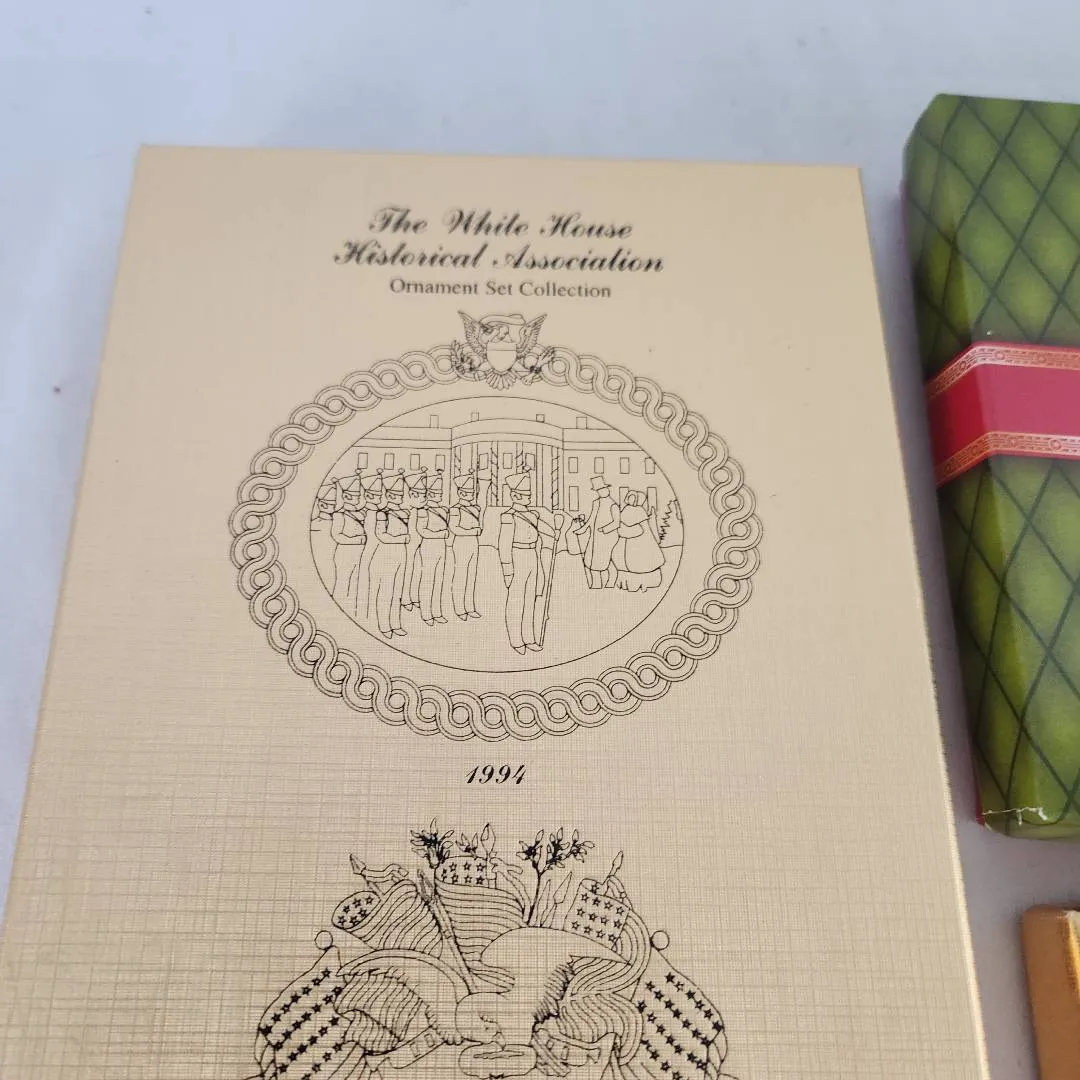 The White House
Historical Association
Ornament Set Collection
1994